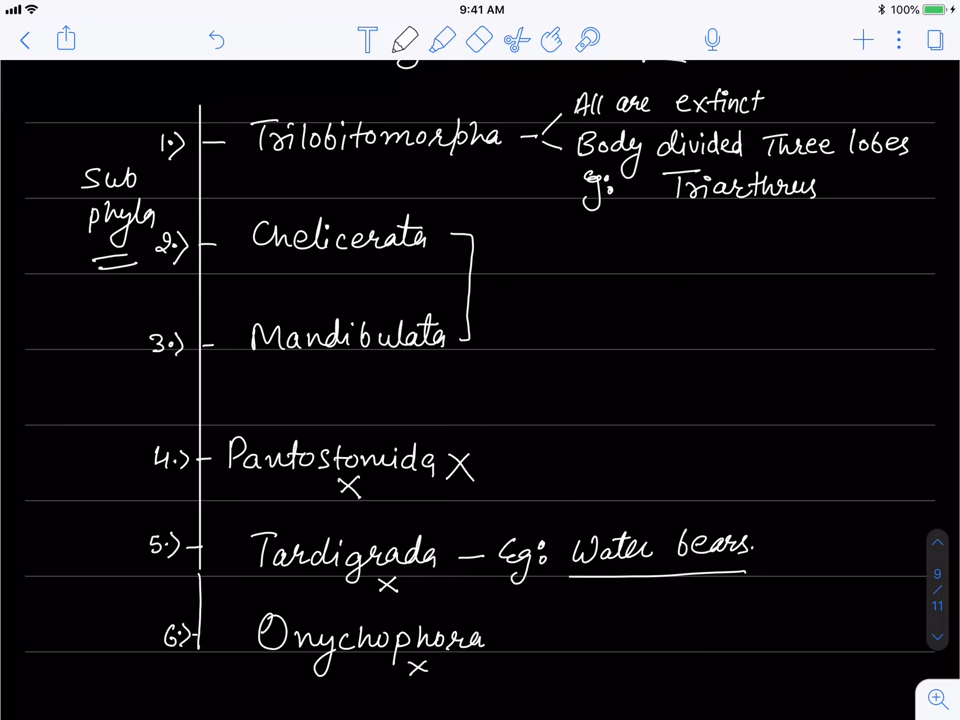 9:41 AM
100%
T
1.) Trilobitomorpha
All are extinct
Body divided Three lobes
Eg: Triarthrus
Sub
phyla
2.) Chelicerata
3.) Mandibulata
4.) Pantostomida X
X
5.) Tardigrada - Eg: Water bears.
X
6.) Onychophora
X
9
/
11